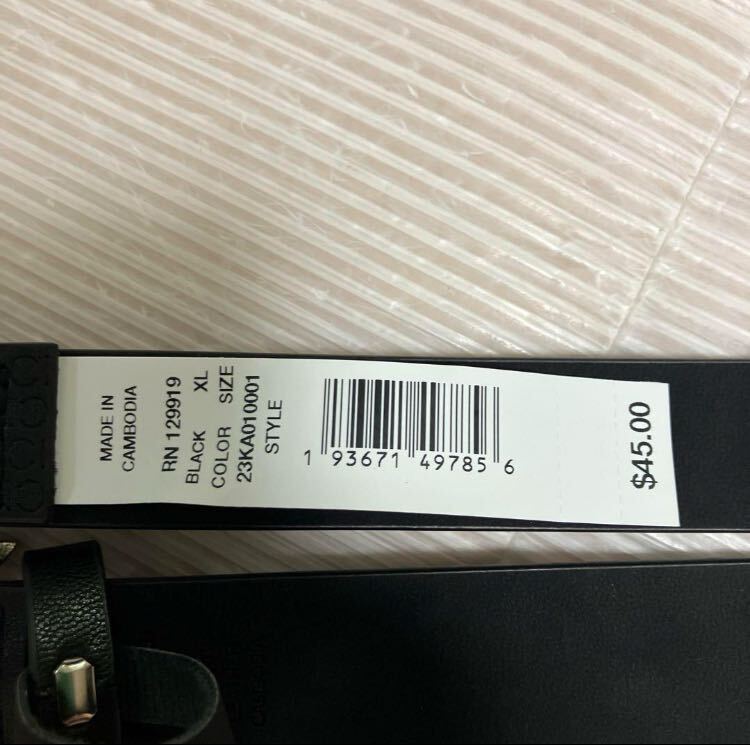 MADE IN
CAMBODIA
RN 129919
BLACK XL
COLOR SIZE
23KA010001
STYLE
1 93671 49785 6
$45.00